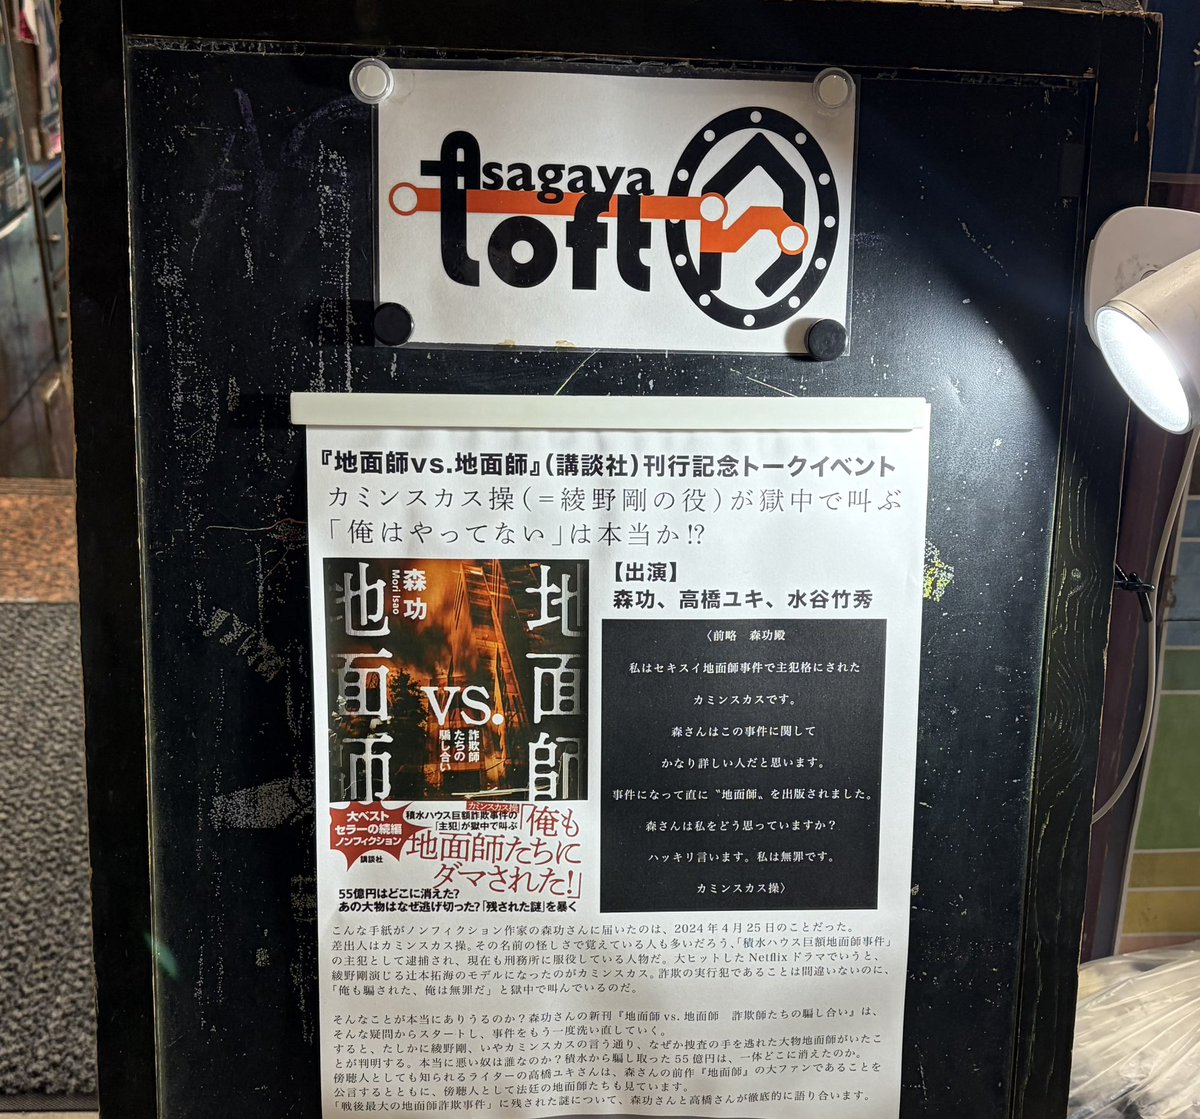 Asagaya
loft
『地面師vs.地面師』(講談社)刊行記念トークイベント
カミンスカス操(=綾野剛の役)が獄中で叫ぶ
「俺はやってない」は本当か!?
地面師
vs.
地面師
森功
Mori Isao
詐欺師
たちの
騙し合い
大ベスト
セラーの続編
ノンフィクション
講談社
カミンスカス操
積水ハウス巨額詐欺事件の
「主犯」が獄中で叫ぶ
「俺も
地面師たちに
ダマされた!」
55億円はどこに消えた?
あの大物はなぜ逃げ切った?「残された謎」を暴く
【出演】
森功、高橋ユキ、水谷竹秀
〈前略 森功殿
私はセキスイ地面師事件で主犯格にされた
カミンスカスです。
森さんはこの事件に関して
かなり詳しい人だと思います。
事件になって直に〝地面師〟を出版されました。
森さんは私をどう思っていますか?
ハッキリ言います。私は無罪です。
カミンスカス操〉
こんな手紙がノンフィクション作家の森功さんに届いたのは、2024年4月25日のことだった。
差出人はカミンスカス操。その名前の怪しさで覚えている人も多いだろう、「積水ハウス巨額地面師事件」
の主犯として逮捕され、現在も刑務所に服役している人物だ。大ヒットしたNetflixドラマでいうと、
綾野剛演じる辻本拓海のモデルになったのがカミンスカス。詐欺の実行犯であることは間違いないのに、
「俺も騙された、俺は無罪だ」と獄中で叫んでいるのだ。
そんなことが本当にありうるのか?森功さんの新刊『地面師vs.地面師 詐欺師たちの騙し合い』は、
そんな疑問からスタートし、事件をもう一度洗い直していく。
すると、たしかに綾野剛、いやカミンスカスの言う通り、なぜか捜査の手を逃れた大物地面師がいたこ
とが判明する。本当に悪い奴は誰なのか?積水から騙し取った55億円は、一体どこに消えたのか。
傍聴人としても知られるライターの高橋ユキさんは、森さんの前作『地面師』の大ファンであることを
公言するとともに、傍聴人として法廷の地面師たちも見ています。
「戦後最大の地面師詐欺事件」に残された謎について、森功さんと高橋さんが徹底的に語り合います。